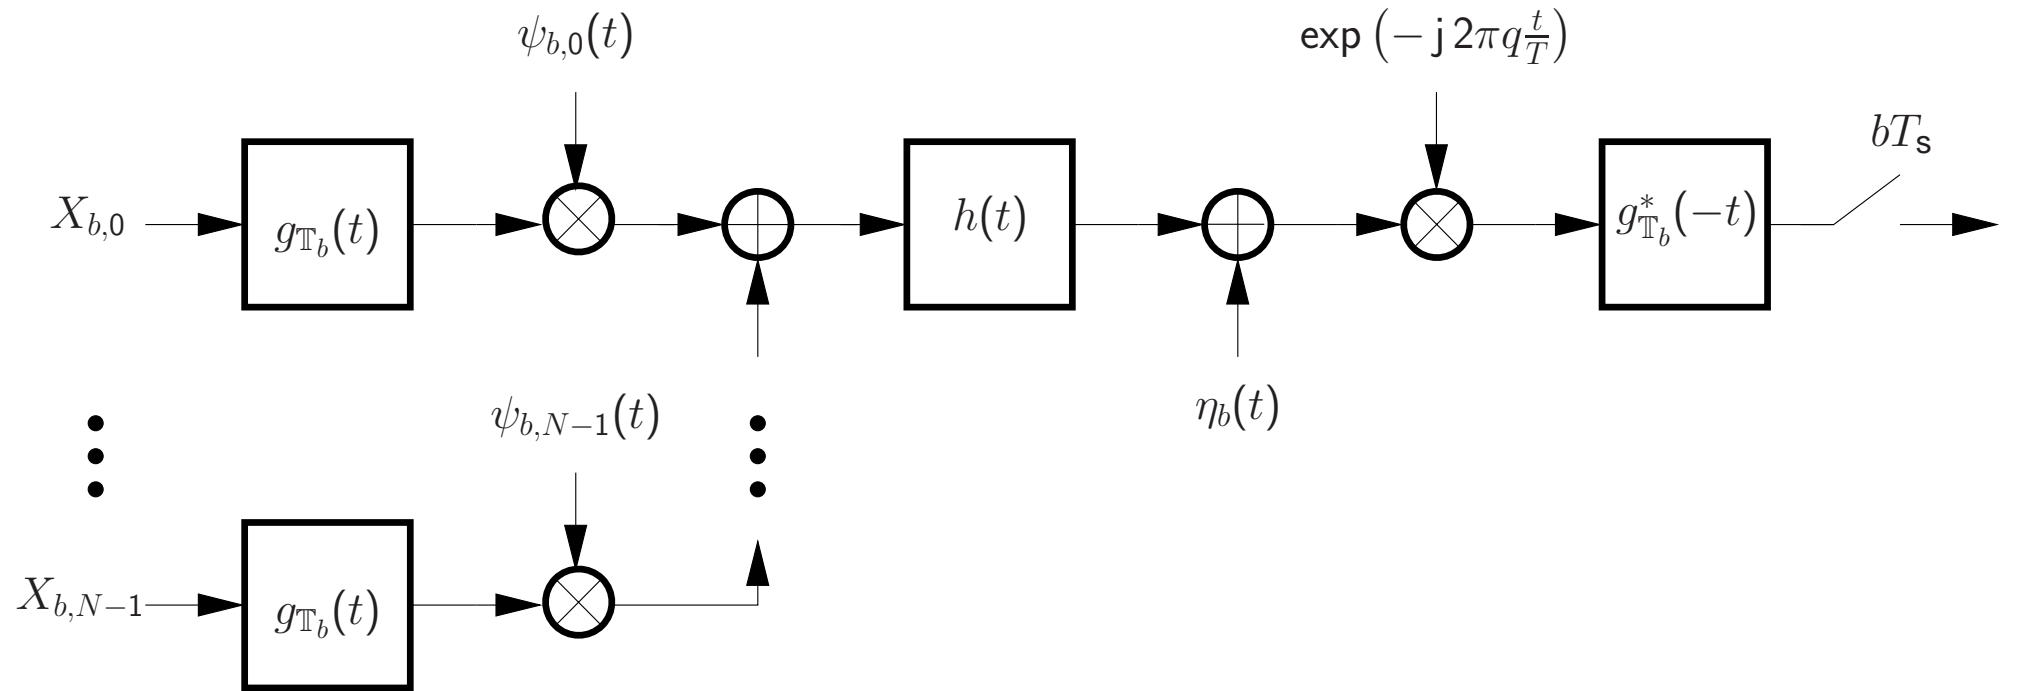 ψ_{b,0}(t)
exp (− j 2πq t/T)
X_{b,0}
g_{𝕋_b}(t)
h(t)
g*_{𝕋_b}(−t)
bT_s
ψ_{b,N−1}(t)
η_b(t)
X_{b,N−1}
g_{𝕋_b}(t)